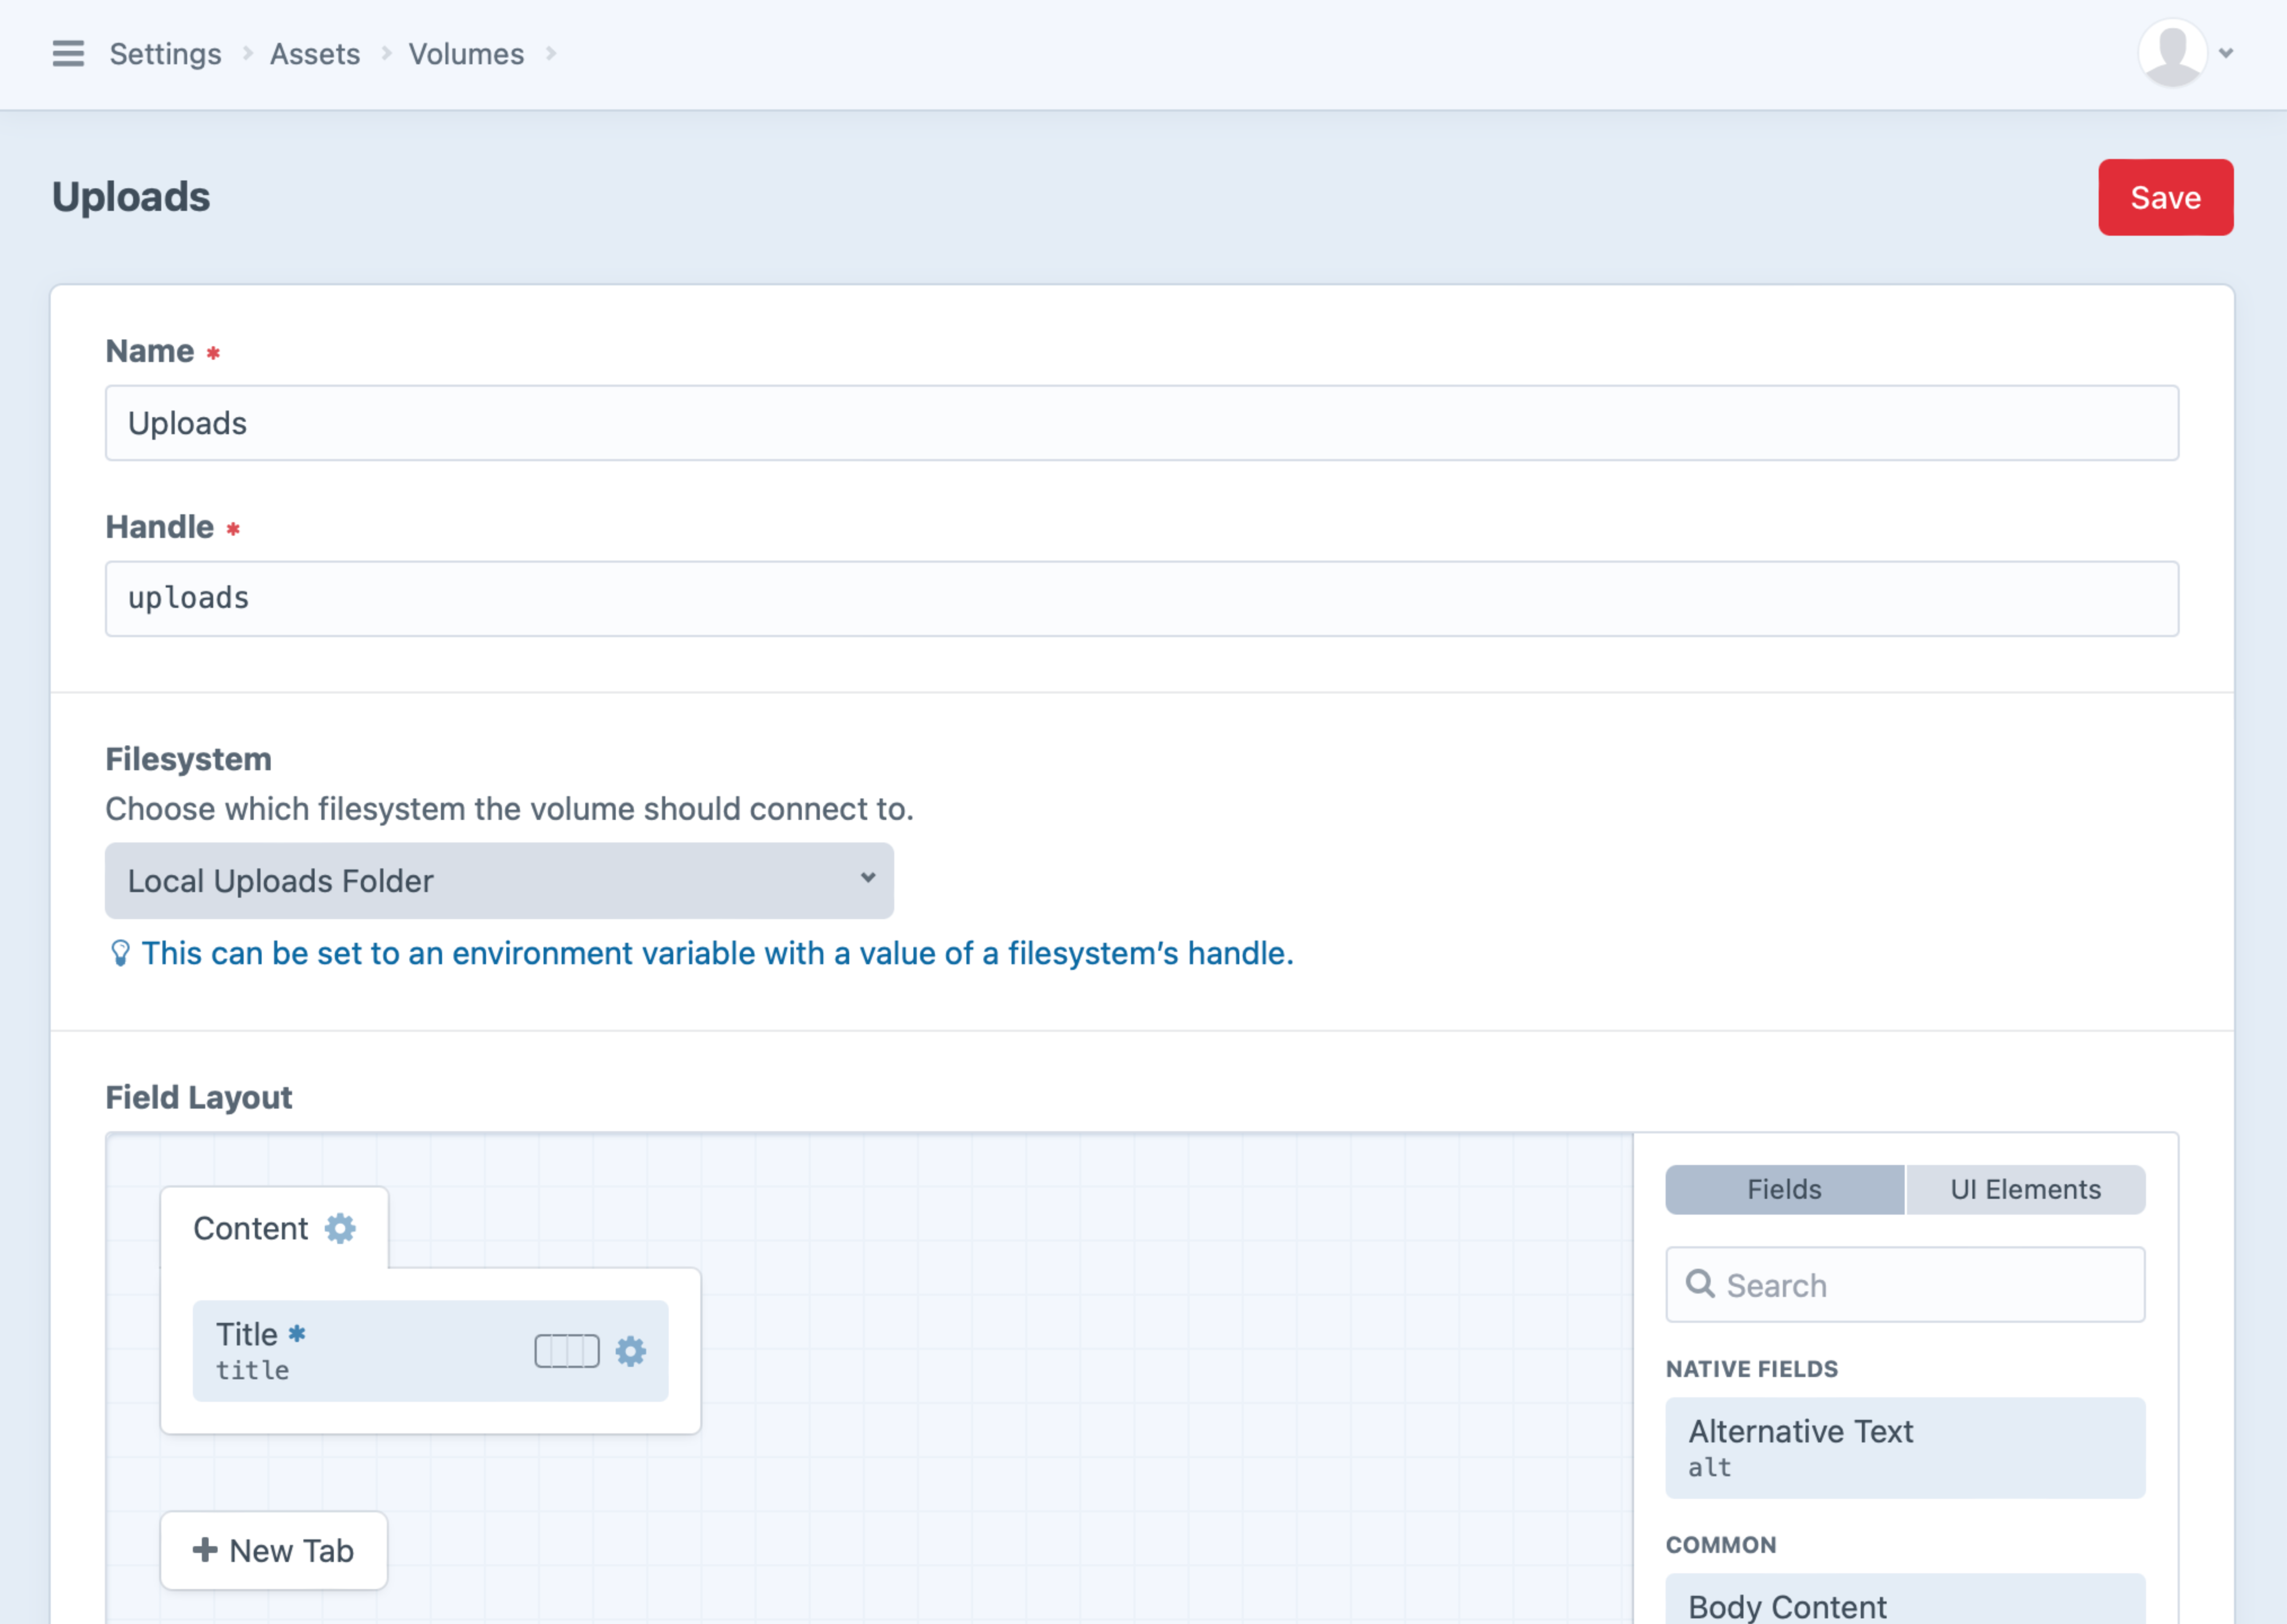 Settings Assets Volumes
Uploads
Save
Name *
Uploads
Handle *
uploads
Filesystem
Choose which filesystem the volume should connect to.
Local Uploads Folder
This can be set to an environment variable with a value of a filesystem’s handle.
Field Layout
Content
Title *
title
+ New Tab
Fields UI Elements
Search
NATIVE FIELDS
Alternative Text
alt
COMMON
Body Content